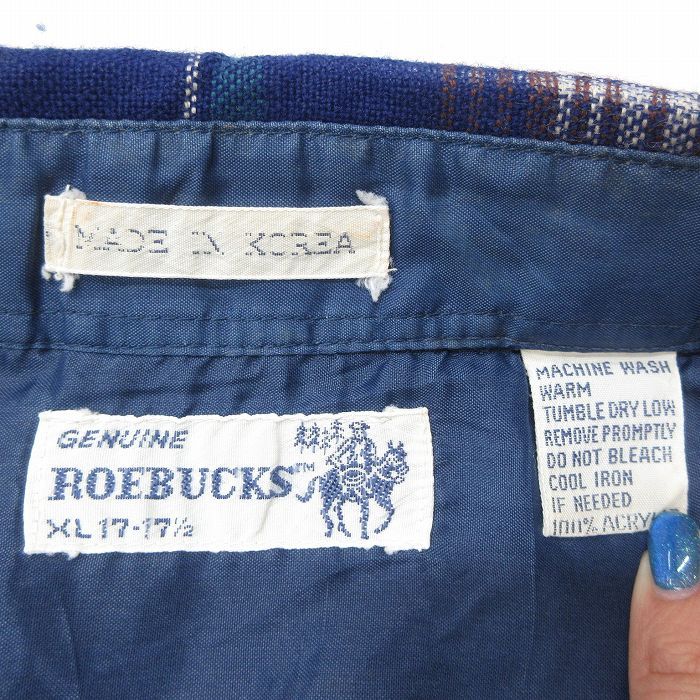 MADE IN KOREA
GENUINE
ROEBUCKS™
XL 17-17½
MACHINE WASH
WARM
TUMBLE DRY LOW
REMOVE PROMPTLY
DO NOT BLEACH
COOL IRON
IF NEEDED
100% ACRY